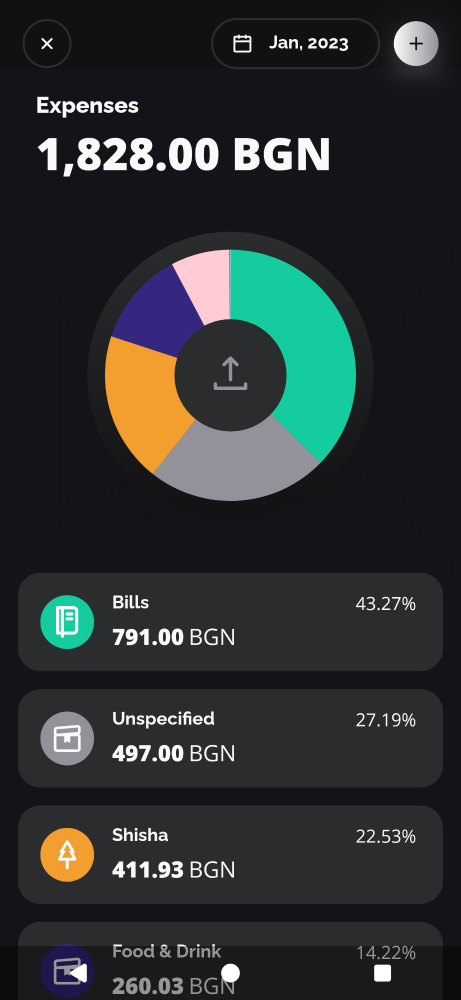 Jan, 2023
Expenses
1,828.00 BGN
Bills
43.27%
791.00 BGN
Unspecified
27.19%
497.00 BGN
Shisha
22.53%
411.93 BGN
Food & Drink
14.22%
260.03 BGN